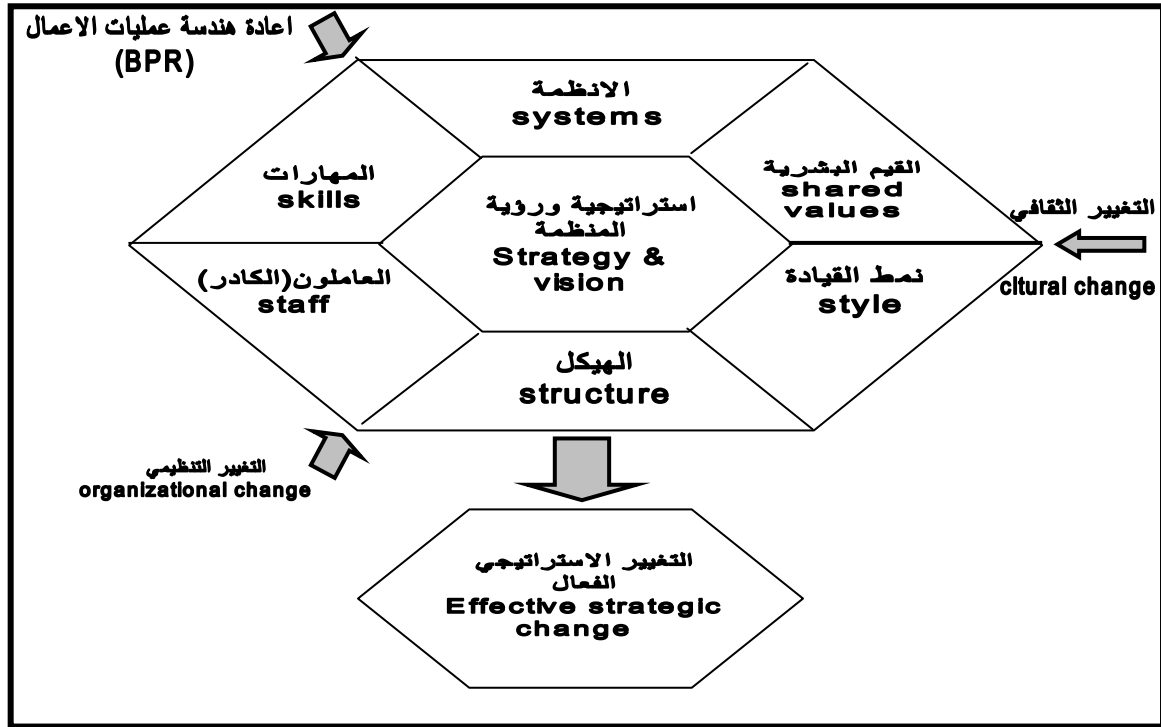 اعادة هندسة عمليات الاعمال
(BPR)
الانظمة
systems
المهارات
skills
القيم البشرية
shared
values
استراتيجية ورؤية
المنظمة
Strategy &
vision
التغيير الثقافي
citural change
العاملون(الكادر)
staff
نمط القيادة
style
الهيكل
structure
التغيير التنظيمي
organizational change
التغيير الاستراتيجي
الفعال
Effective strategic
change